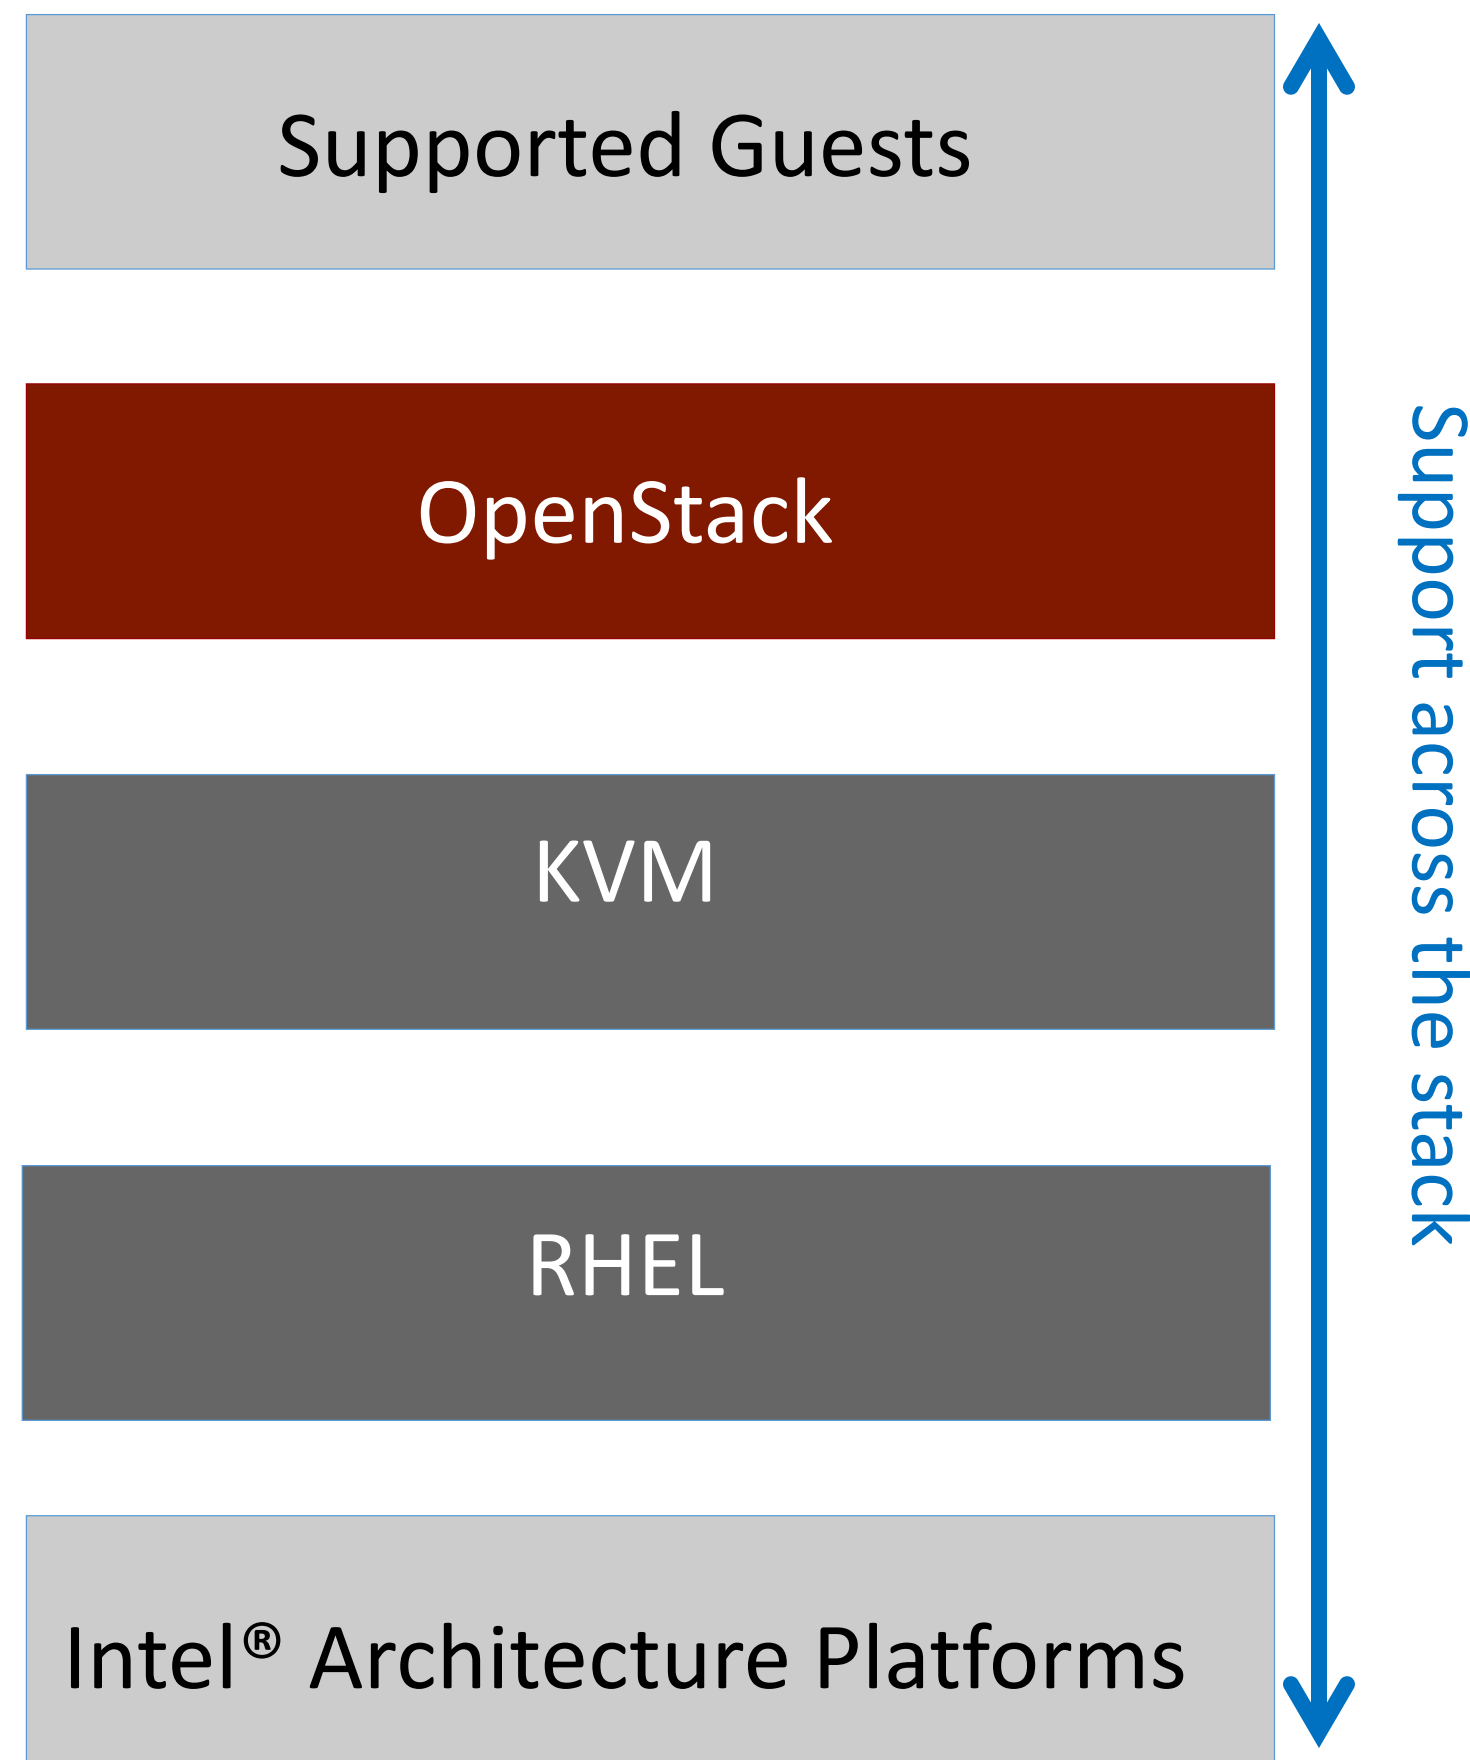 Supported Guests
OpenStack
KVM
RHEL
Intel® Architecture Platforms
Support across the stack